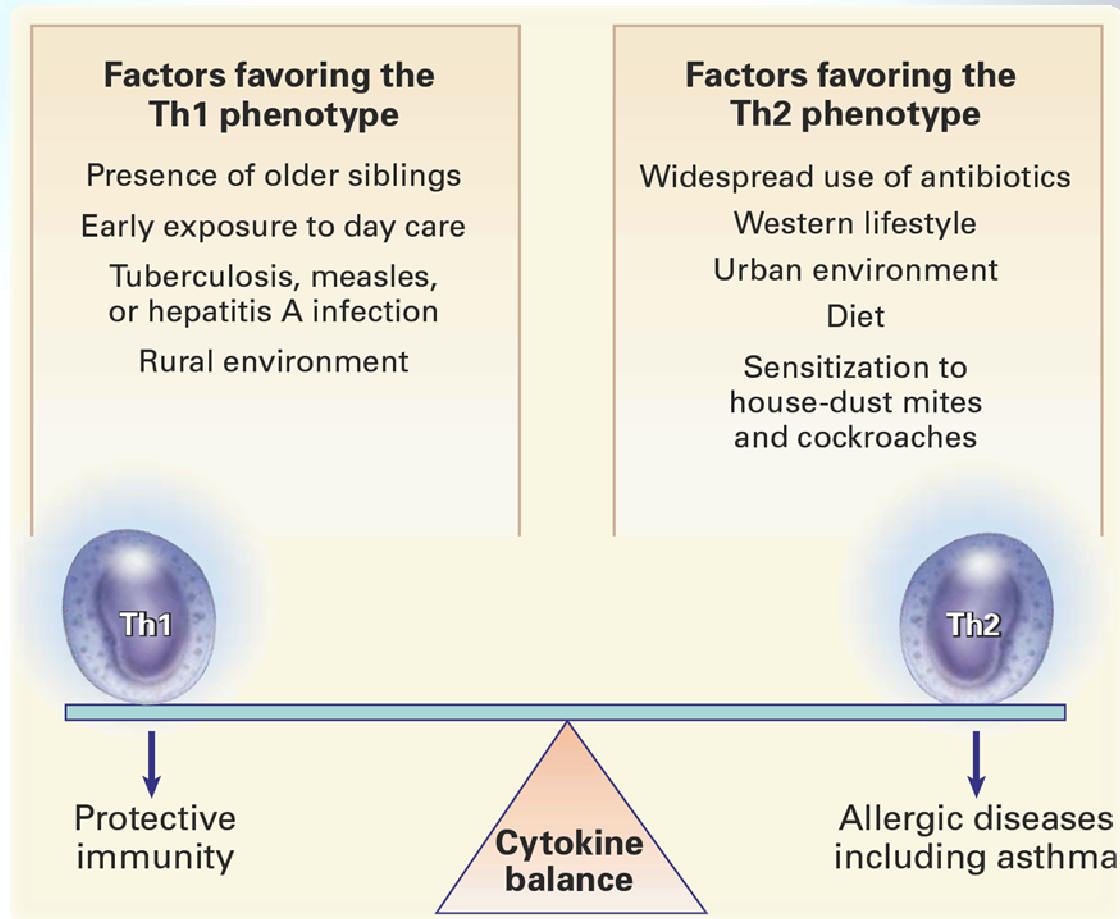 Factors favoring the
Th1 phenotype
Presence of older siblings
Early exposure to day care
Tuberculosis, measles,
or hepatitis A infection
Rural environment
Factors favoring the
Th2 phenotype
Widespread use of antibiotics
Western lifestyle
Urban environment
Diet
Sensitization to
house-dust mites
and cockroaches
Th1
Th2
Protective
immunity
Cytokine
balance
Allergic diseases
including asthma